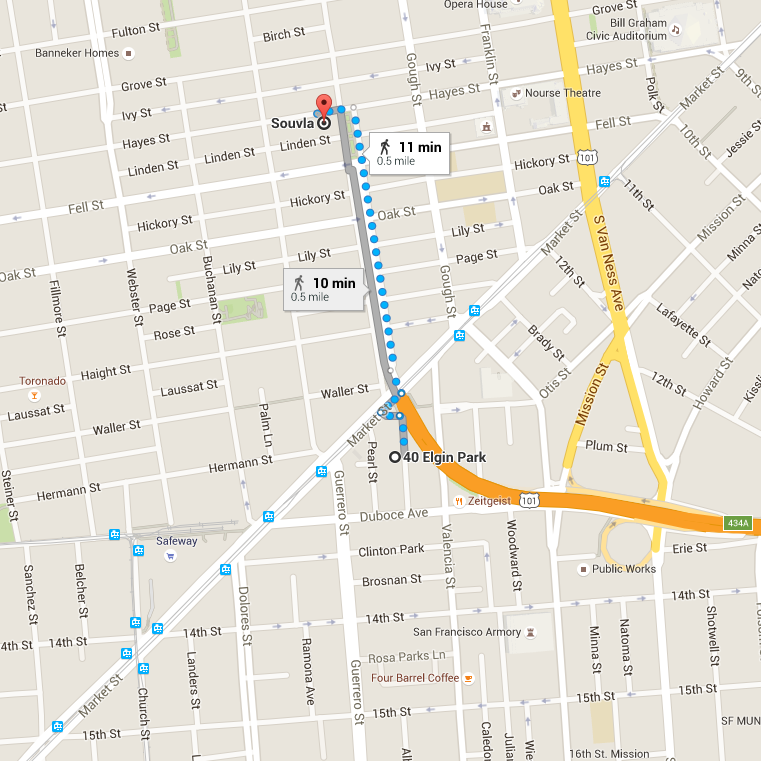 Opera House
Grove St
Fulton St
Birch St
Bill Graham
Civic Auditorium
Franklin St
Banneker Homes
Gough St
Ivy St
Hayes St
Market St
9th St
Grove St
Hayes St
Nourse Theatre
Polk St
Ivy St
Souvla
Fell St
10th St
Jessie St
Hayes St
Linden St
11 min
0.5 mile
Linden St
Linden St
Hickory St
101
Oak St
11th St
Mission St
Hickory St
Fell St
Oak St
Hickory St
Lily St
Market St
S Van Ness Ave
Minna St
Oak St
Lily St
Page St
Oak St
Lily St
Gough St
12th St
10 min
0.5 mile
Fillmore St
Webster St
Buchanan St
Page St
Lafayette St
Rose St
Brady St
Haight St
Howard St
Toronado
Laussat St
Waller St
Otis St
Mission St
12th St
Laussat St
Waller St
Palm Ln
Market St
Pearl St
Plum St
40 Elgin Park
Hermann St
Steiner St
Hermann St
Guerrero St
Zeitgeist
101
Duboce Ave
434A
Safeway
Valencia St
Woodward St
Clinton Park
Erie St
Public Works
Brosnan St
Sanchez St
Belcher St
Dolores St
14th St
14th St
14th St
14th St
San Francisco Armory
Minna St
Natoma St
Shotwell St
Ramona Ave
Rosa Parks Ln
Landers St
Guerrero St
Four Barrel Coffee
Market St
Church St
15th St
15th St
15th St
15th St
SF MUN
16th St. Mission